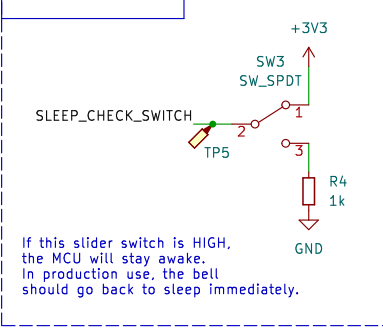 +3V3
SW3
SW_SPDT
SLEEP_CHECK_SWITCH
1
2
TP5
3
R4
1k
GND
If this slider switch is HIGH,
the MCU will stay awake.
In production use, the bell
should go back to sleep immediately.